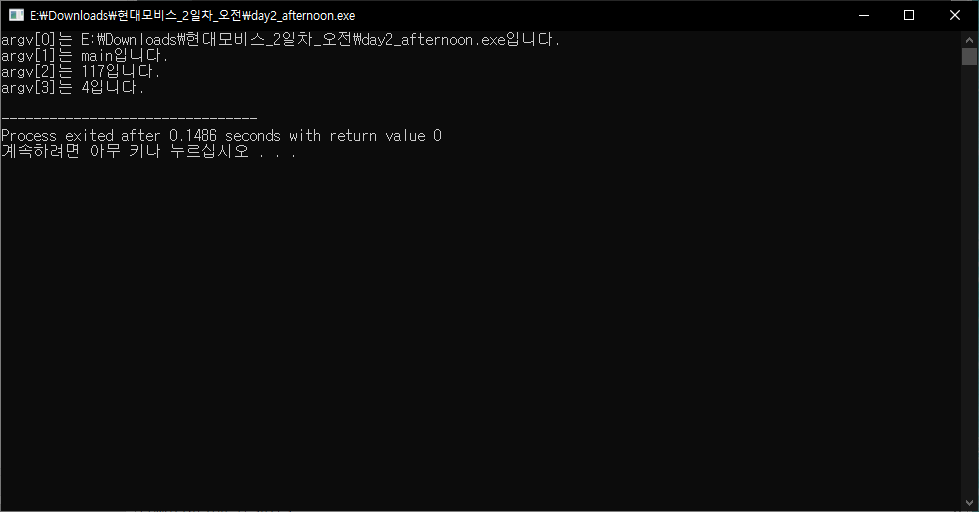 E:₩Downloads₩현대모비스_2일차_오전₩day2_afternoon.exe
argv[0]는 E:₩Downloads₩현대모비스_2일차_오전₩day2_afternoon.exe입니다.
argv[1]는 main입니다.
argv[2]는 117입니다.
argv[3]는 4입니다.
--------------------------------
Process exited after 0.1486 seconds with return value 0
계속하려면 아무 키나 누르십시오 . . .